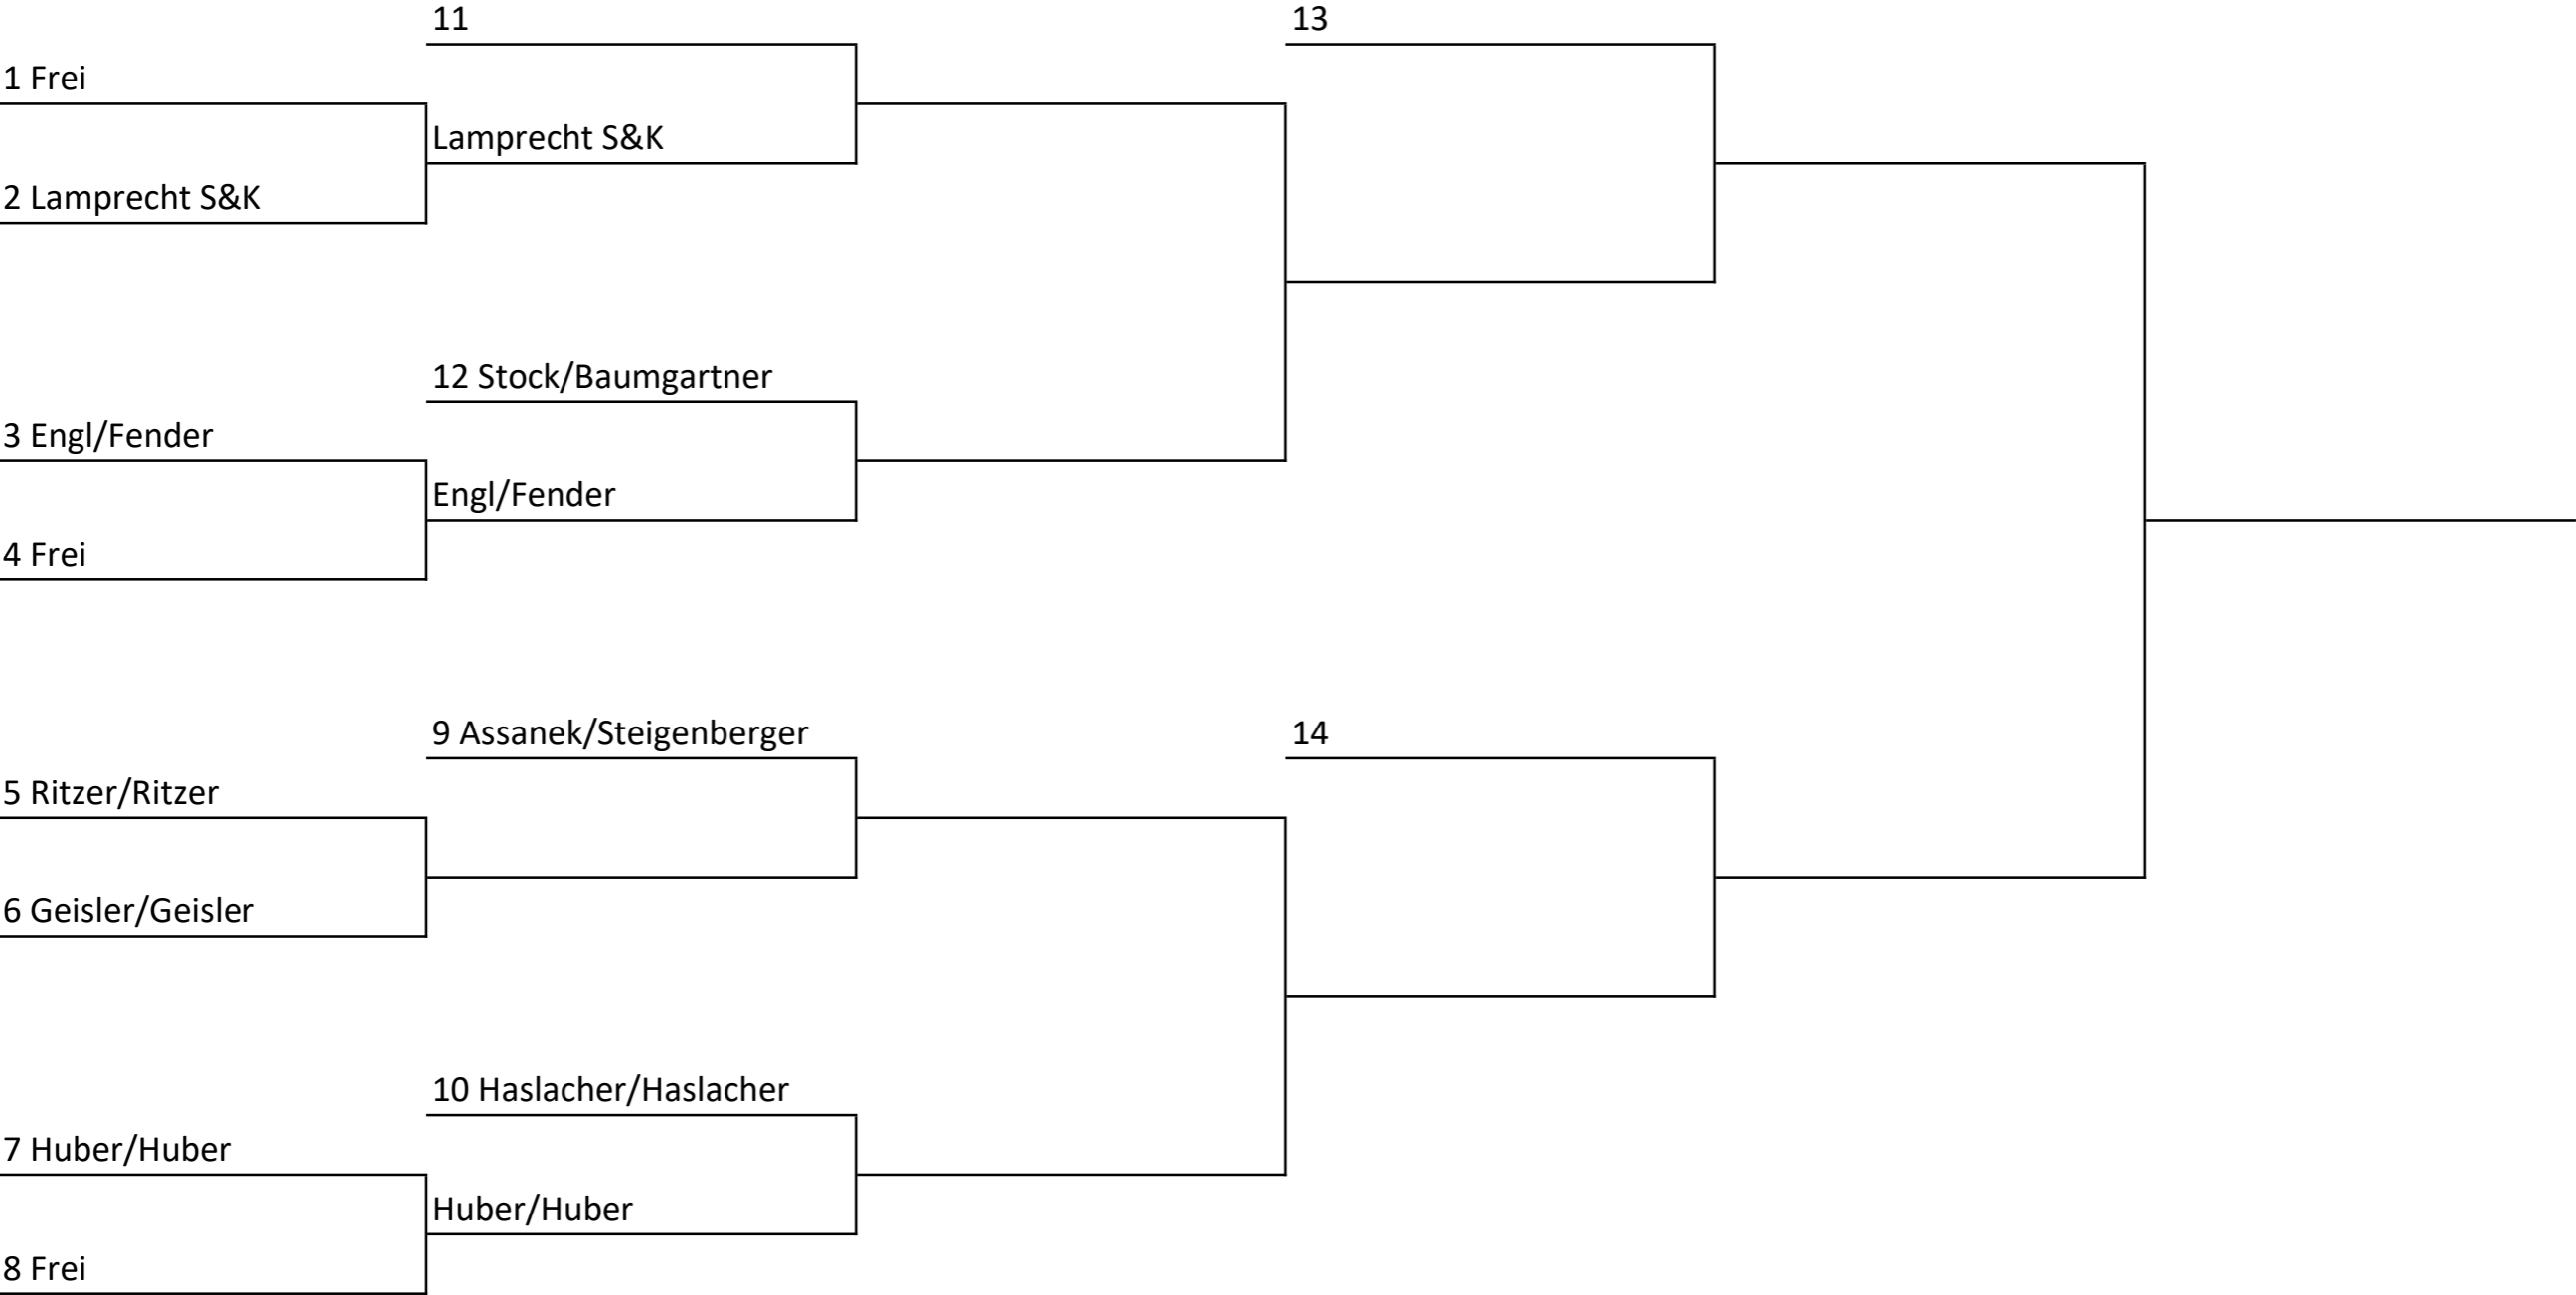 11
13
1 Frei
Lamprecht S&K
2 Lamprecht S&K
12 Stock/Baumgartner
3 Engl/Fender
Engl/Fender
4 Frei
9 Assanek/Steigenberger
14
5 Ritzer/Ritzer
6 Geisler/Geisler
10 Haslacher/Haslacher
7 Huber/Huber
Huber/Huber
8 Frei